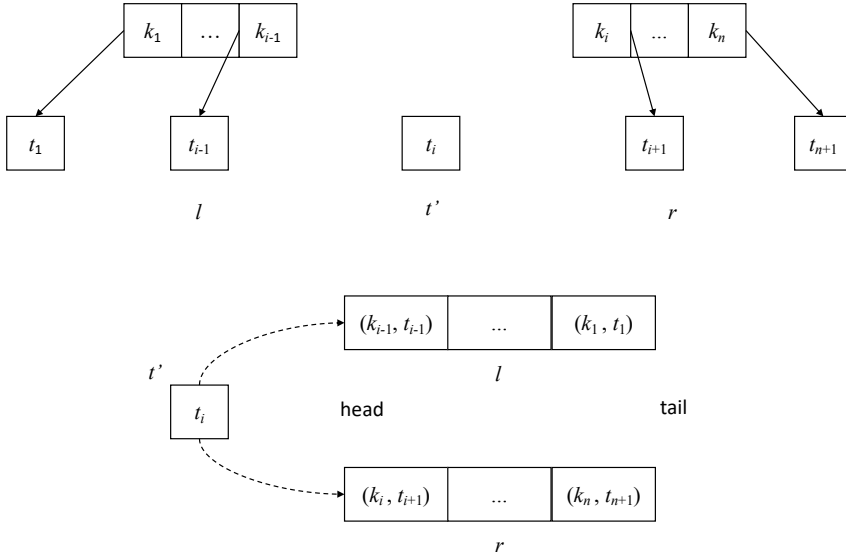 k₁ … kᵢ₋₁ kᵢ ... kₙ
t₁ tᵢ₋₁ tᵢ tᵢ₊₁ tₙ₊₁
l t’ r
(kᵢ₋₁, tᵢ₋₁) ... (k₁ , t₁)
t’ l
tᵢ head tail
(kᵢ , tᵢ₊₁) ... (kₙ , tₙ₊₁)
r